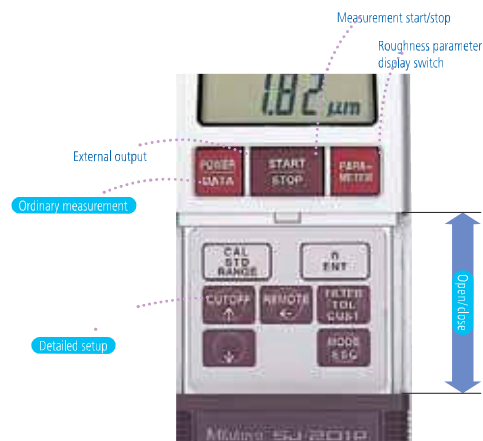 Measurement start/stop
Roughness parameter
display switch
1.82 µm
External output
POWER
DATA
START
STOP
PARA-
METER
Ordinary measurement
CAL
STD
RANGE
n
ENT
CUTOFF
↑
REMOTE
←
FILTER
TOL
CUST
Open/close
Detailed setup
↓
MODE
ESC
Mitutoyo SJ-201P